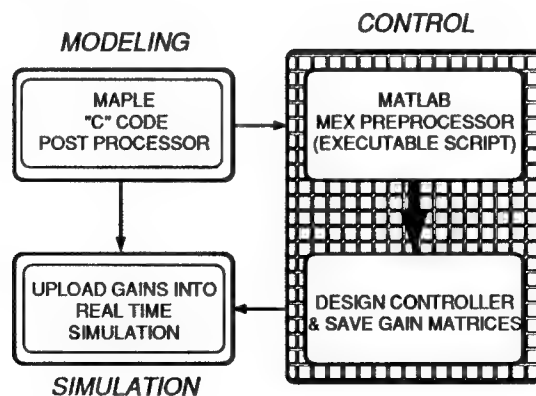 MODELING
CONTROL
MAPLE
"C" CODE
POST PROCESSOR
MATLAB
MEX PREPROCESSOR
(EXECUTABLE SCRIPT)
UPLOAD GAINS INTO
REAL TIME
SIMULATION
DESIGN CONTROLLER
& SAVE GAIN MATRICES
SIMULATION